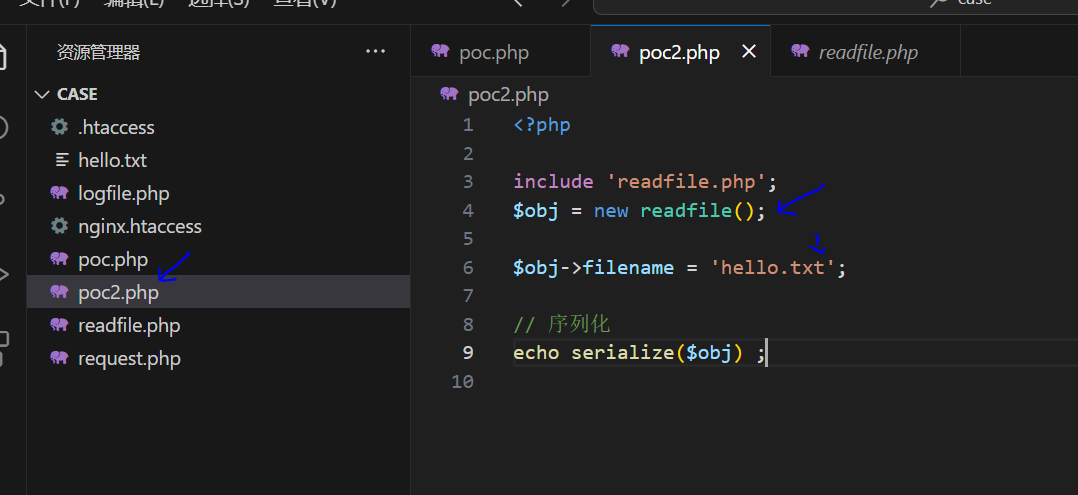 文件(F) 编辑(E) 选择(S) 查看(V) case
资源管理器 ···
CASE
.htaccess
hello.txt
logfile.php
nginx.htaccess
poc.php
poc2.php
readfile.php
request.php
poc.php poc2.php readfile.php
poc2.php
1 <?php
2
3 include 'readfile.php';
4 $obj = new readfile();
5
6 $obj->filename = 'hello.txt';
7
8 // 序列化
9 echo serialize($obj) ;
10